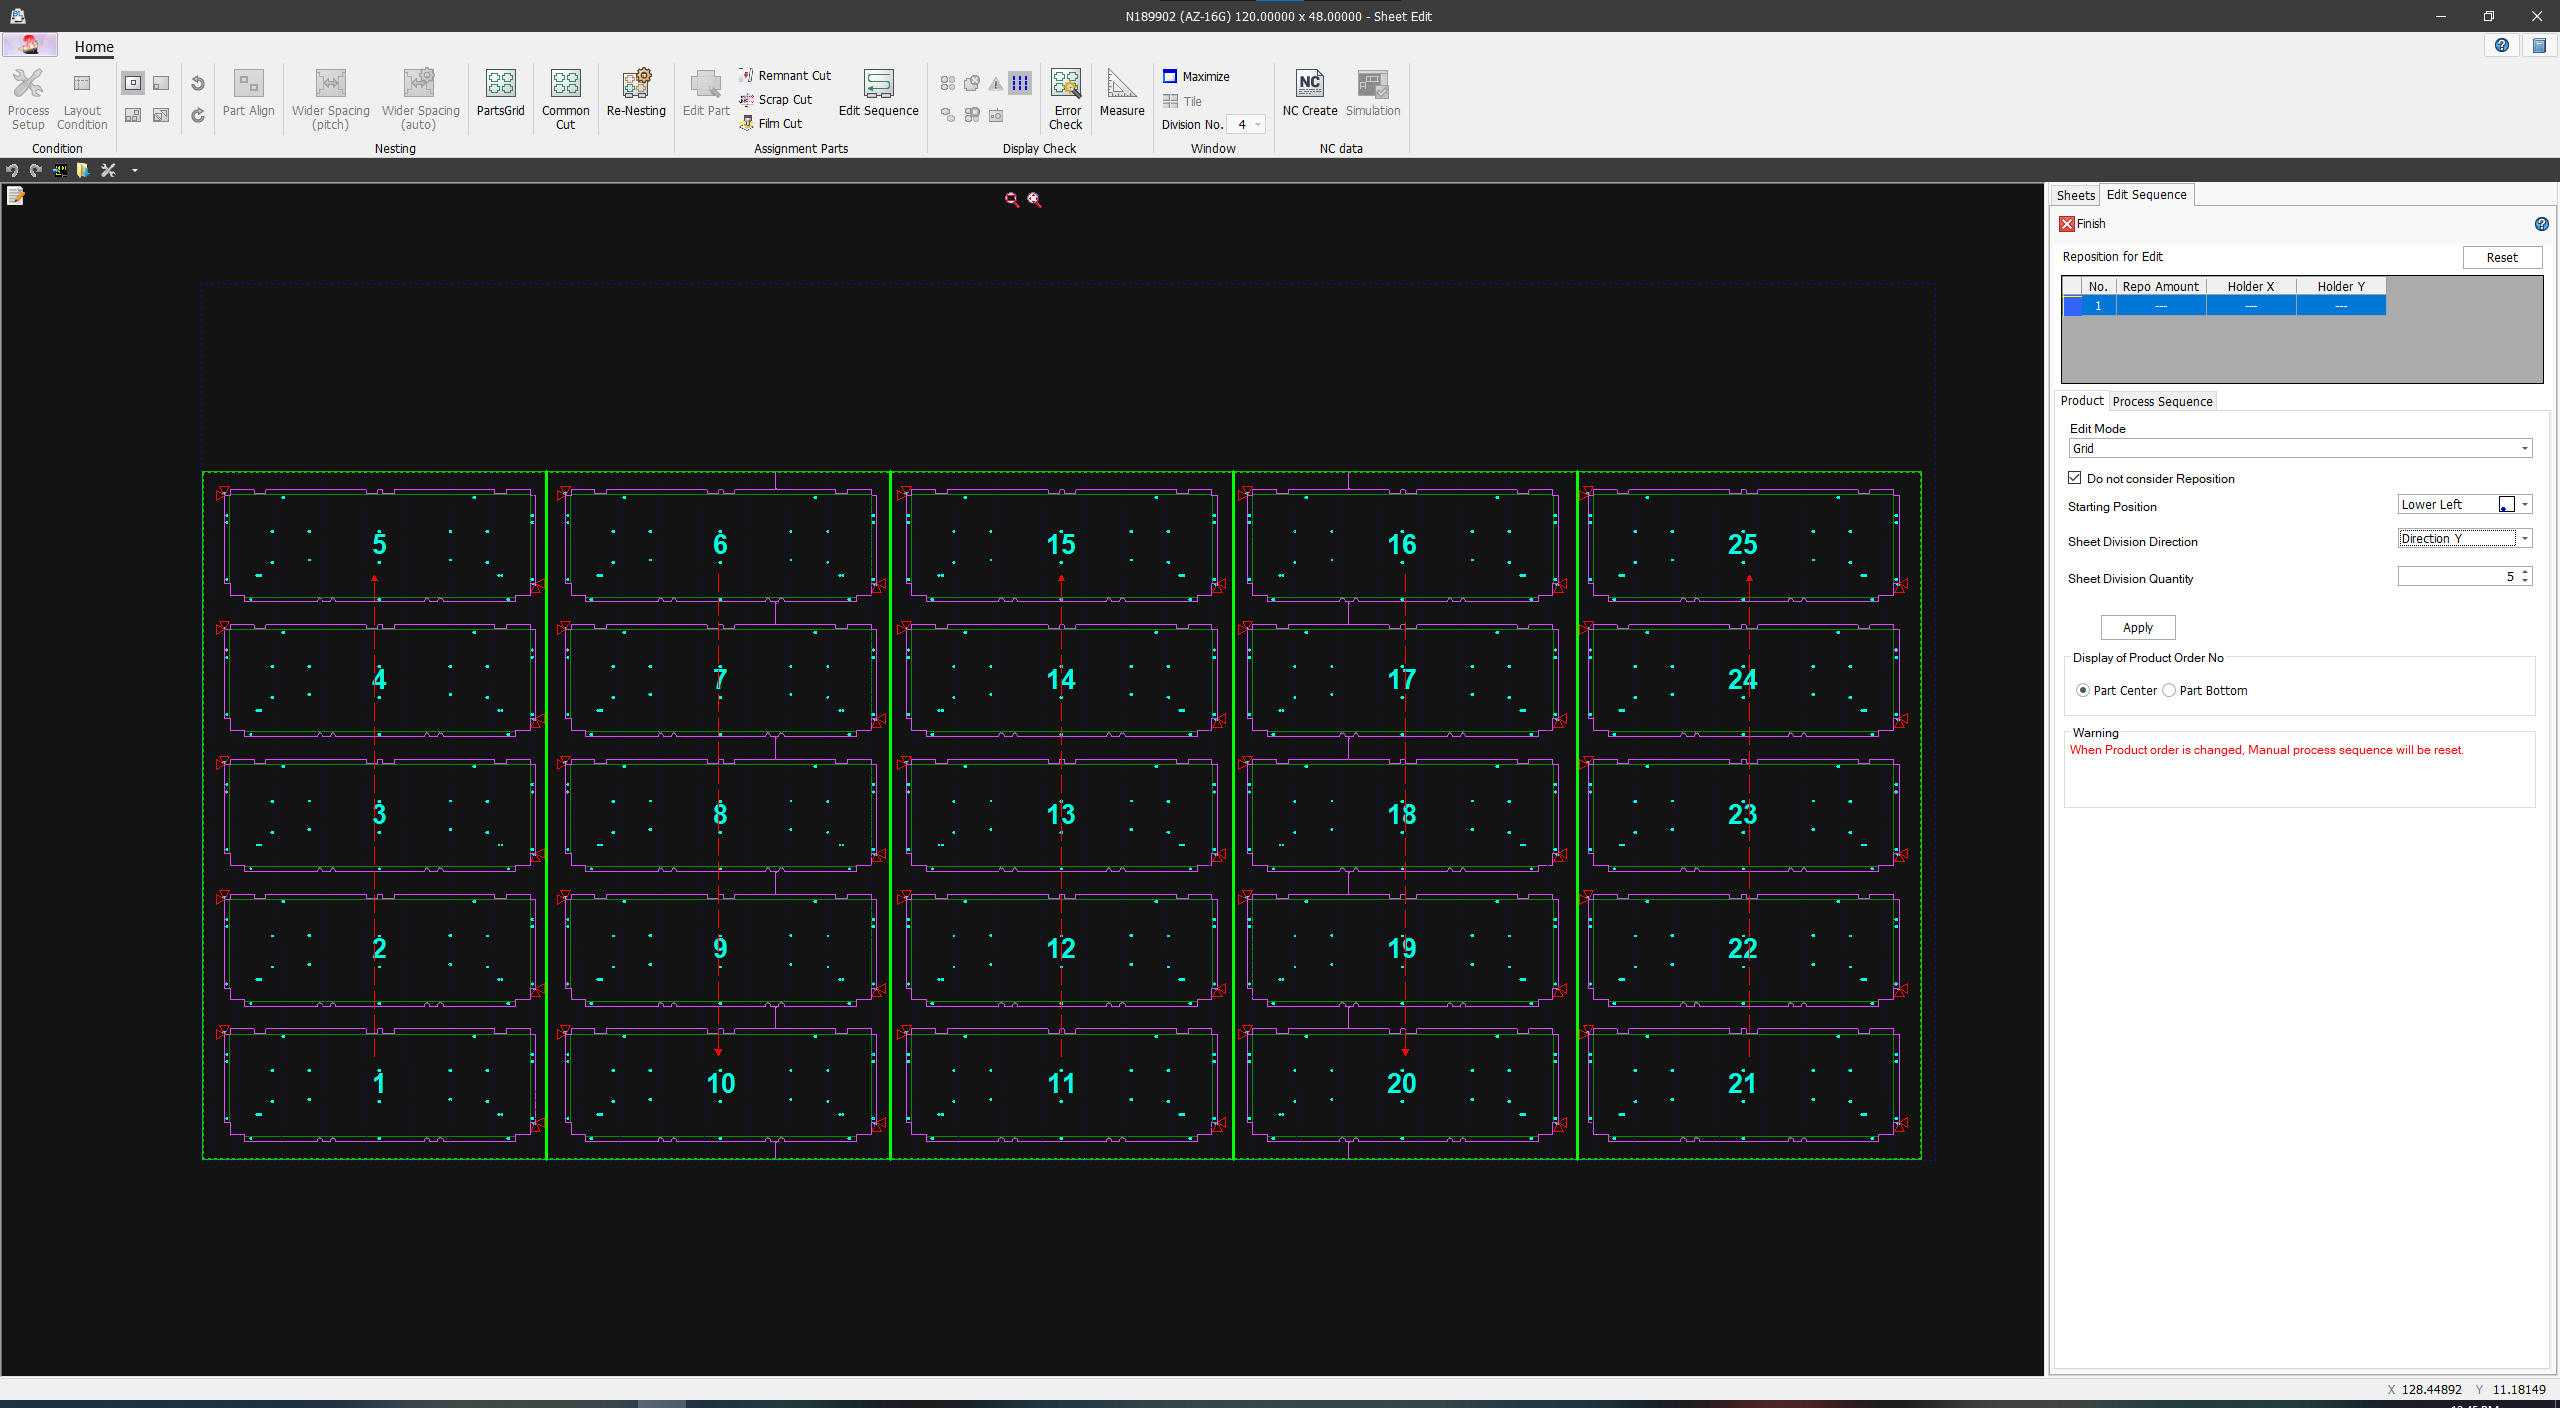 N189902 (AZ-16G) 120.00000 x 48.00000 - Sheet Edit
Home
Process Setup
Layout Condition
Condition
Part Align
Wider Spacing (pitch)
Wider Spacing (auto)
PartsGrid
Common Cut
Re-Nesting
Nesting
Edit Part
Remnant Cut
Scrap Cut
Film Cut
Edit Sequence
Assignment Parts
Error Check
Measure
Display Check
Maximize
Tile
Division No. 4
Window
NC
NC Create
Simulation
NC data
Sheets
Edit Sequence
Finish
Reposition for Edit
Reset
No. Repo Amount Holder X Holder Y
1 --- --- ---
Product
Process Sequence
Edit Mode
Grid
Do not consider Reposition
Starting Position
Lower Left
Sheet Division Direction
Direction Y
Sheet Division Quantity
5
Apply
Display of Product Order No
Part Center
Part Bottom
Warning
When Product order is changed, Manual process sequence will be reset.
5 6 15 16 25
4 7 14 17 24
3 8 13 18 23
2 9 12 19 22
1 10 11 20 21
X 128.44892 Y 11.18149